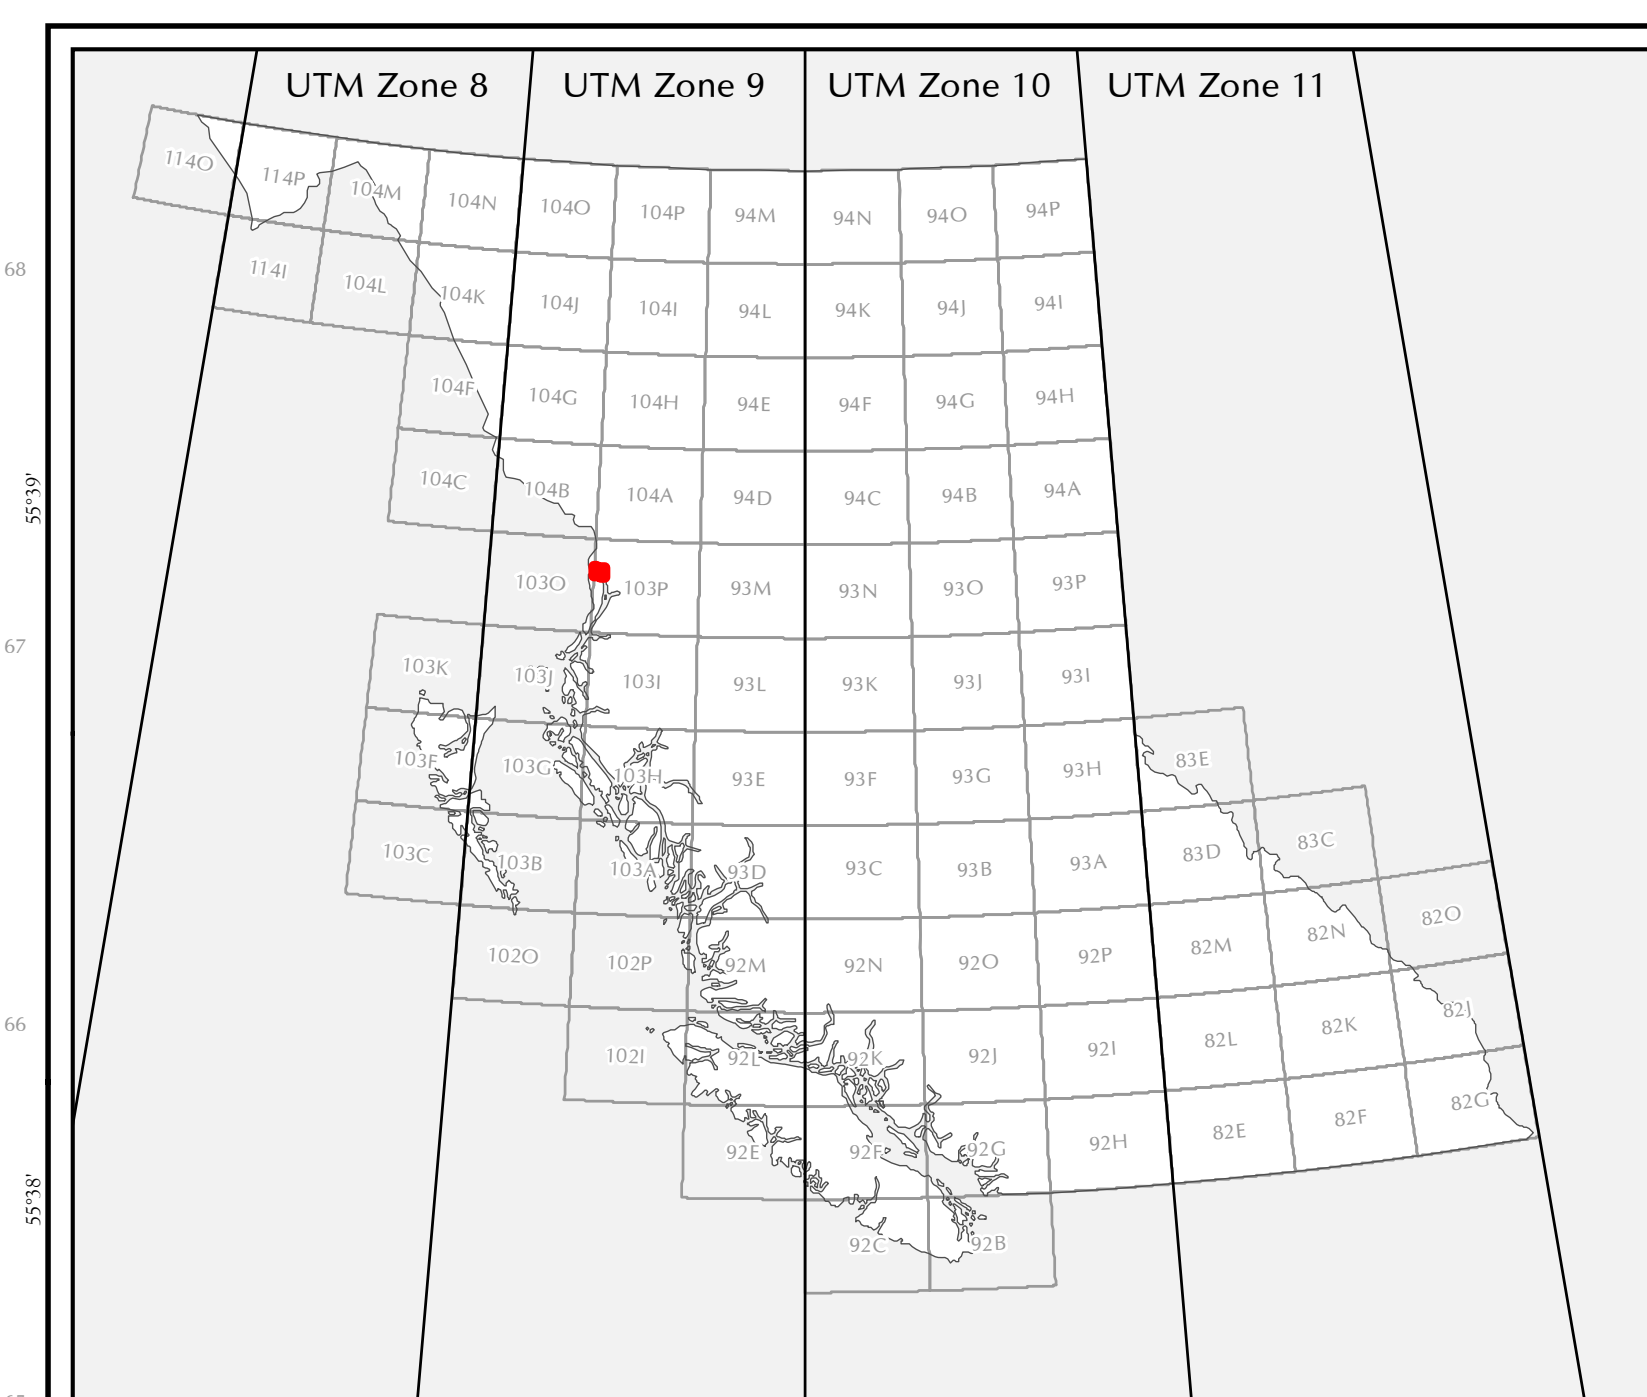 UTM Zone 8 UTM Zone 9 UTM Zone 10 UTM Zone 11
114O 114P 104M 104N 104O 104P 94M 94N 94O 94P
68
114I 104L 104K 104J 104I 94L 94K 94J 94I
104F 104G 104H 94E 94F 94G 94H
55°39'
104C 104B 104A 94D 94C 94B 94A
103O 103P 93M 93N 93O 93P
67
103K 103J 103I 93L 93K 93J 93I
103F 103G 103H 93E 93F 93G 93H 83E
103C 103B 103A 93D 93C 93B 93A 83D 83C
102O 102P 92M 92N 92O 92P 82M 82N 82O
66
102I 92L 92K 92J 92I 82L 82K 82J
92E 92F 92G 92H 82E 82F 82G
55°38'
92C 92B